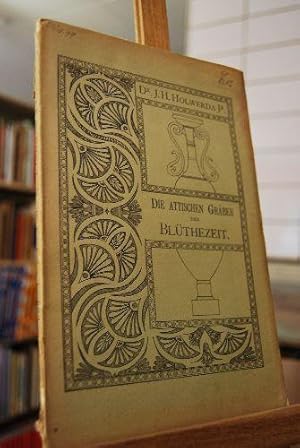 Dr. J. H. HOLWERDA Jr.
DIE ATTISCHEN GRÄBER
DER
BLÜTHEZEIT.